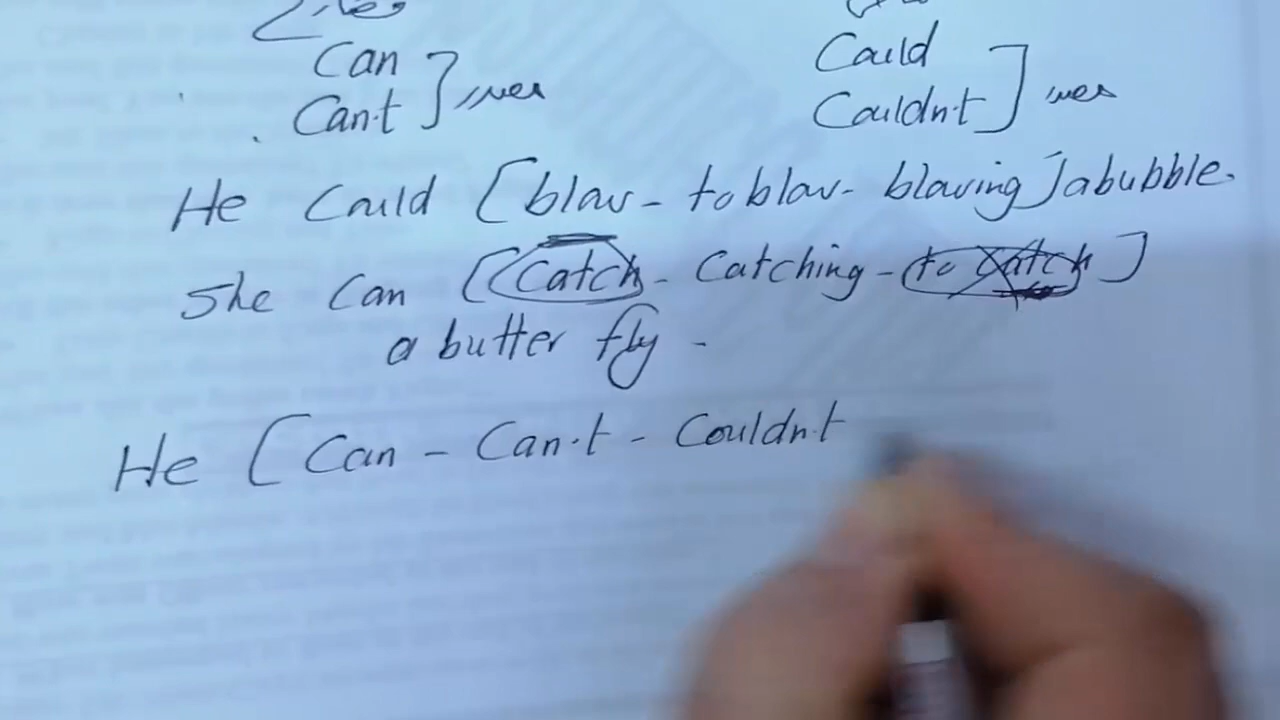 Can
Can't
Could
Couldn't
He Could [blow - to blow - blowing] a bubble.
She Can [Catch - Catching - to catch]
a butter fly -
He [Can - Can't - Couldn't